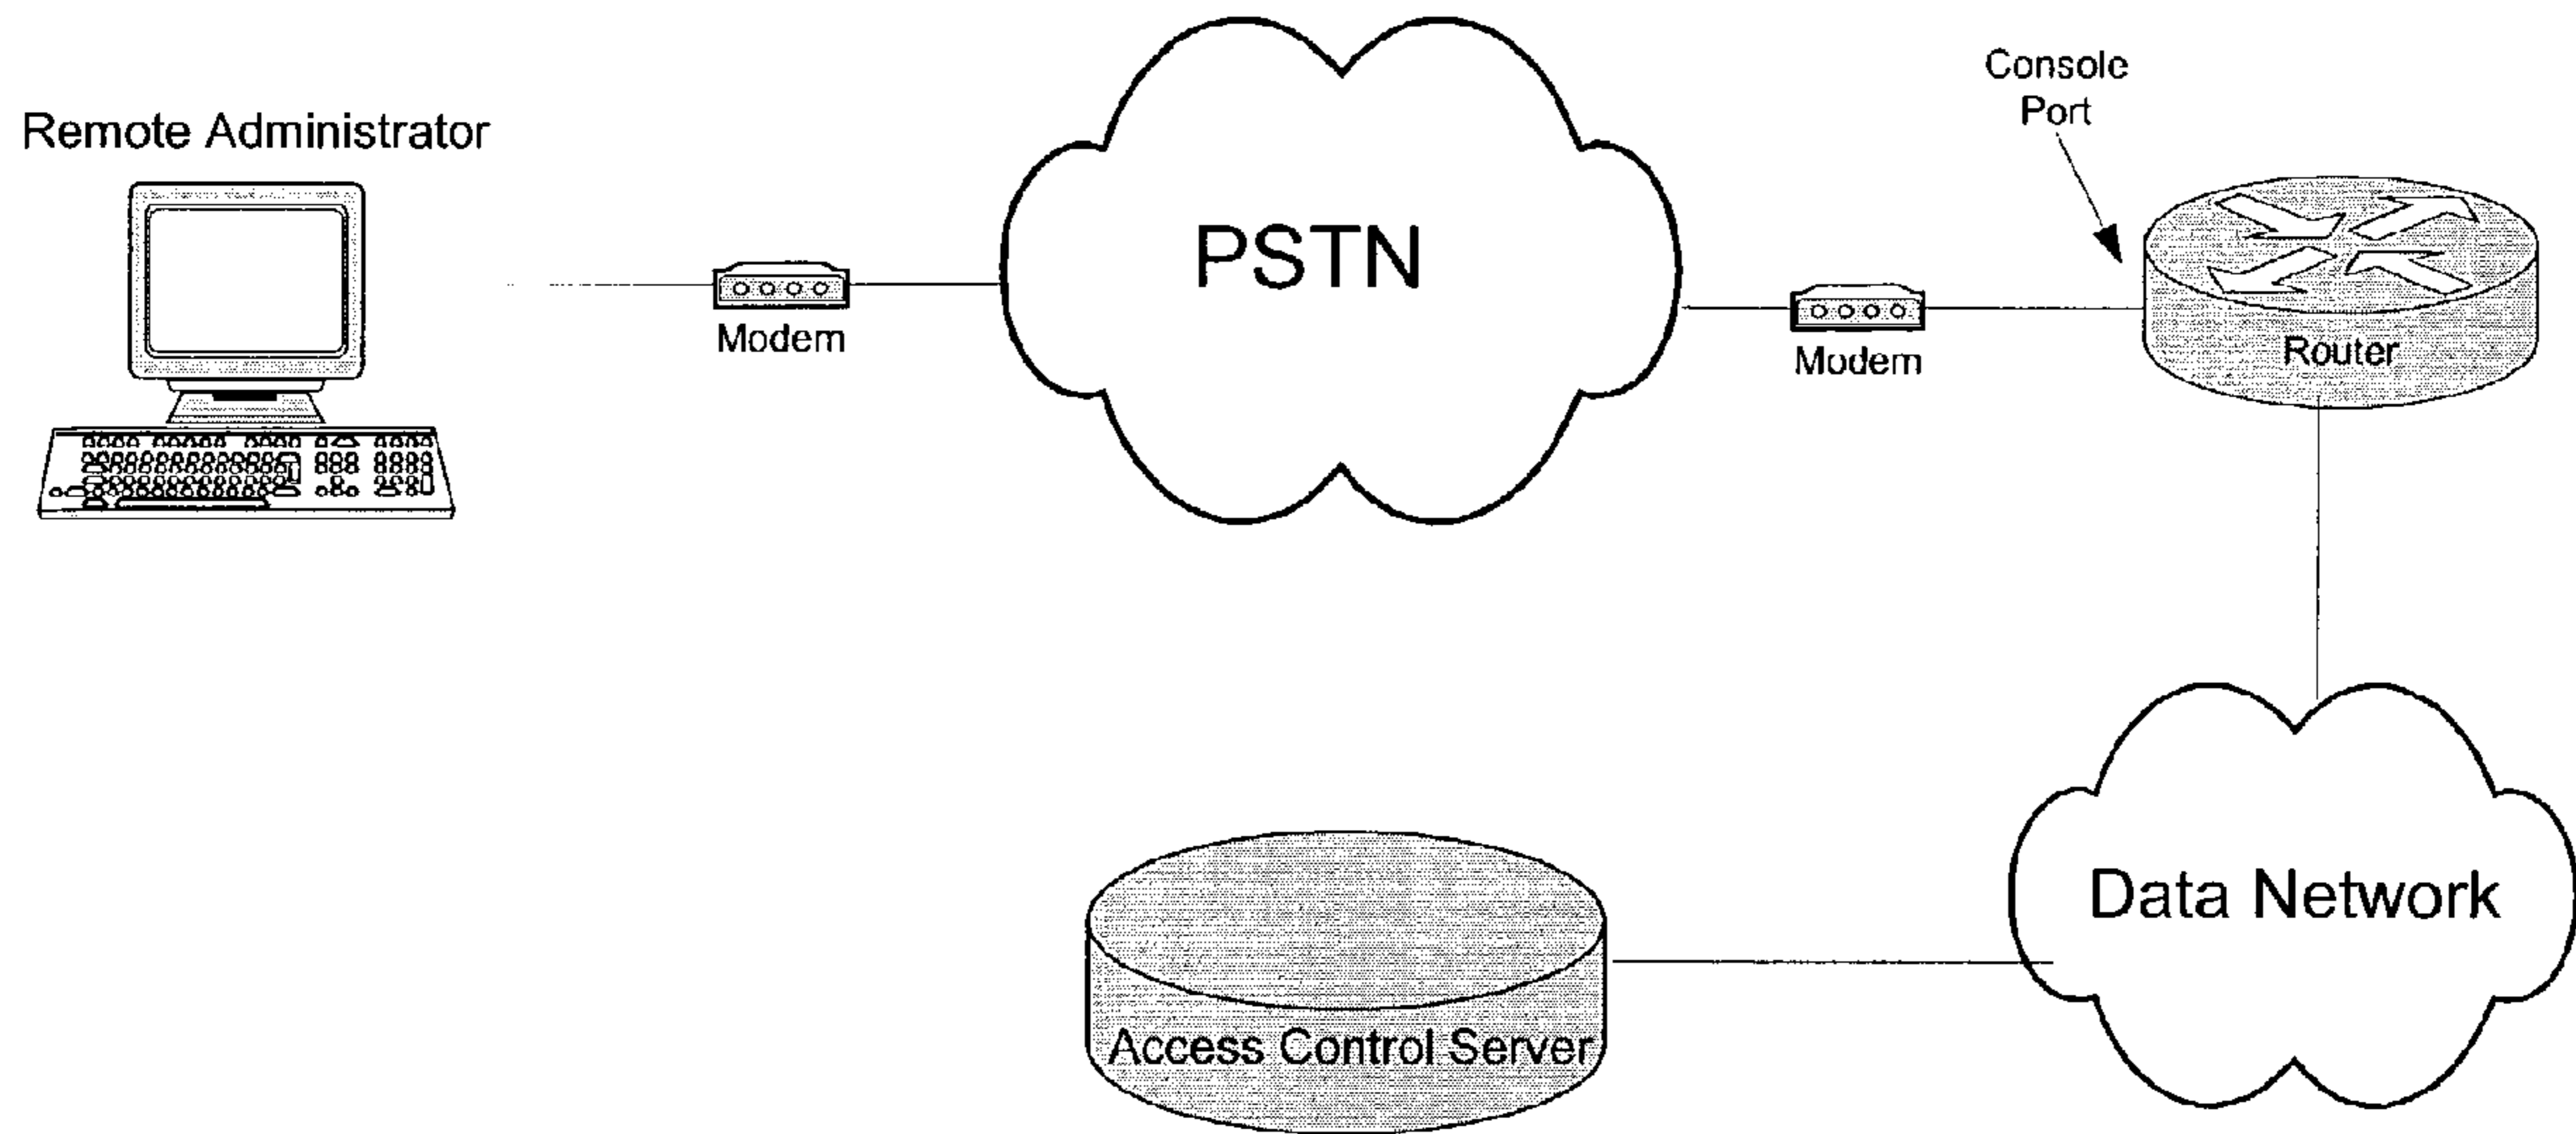 Remote Administrator
Modem
PSTN
Modem
Console
Port
Router
Data Network
Access Control Server